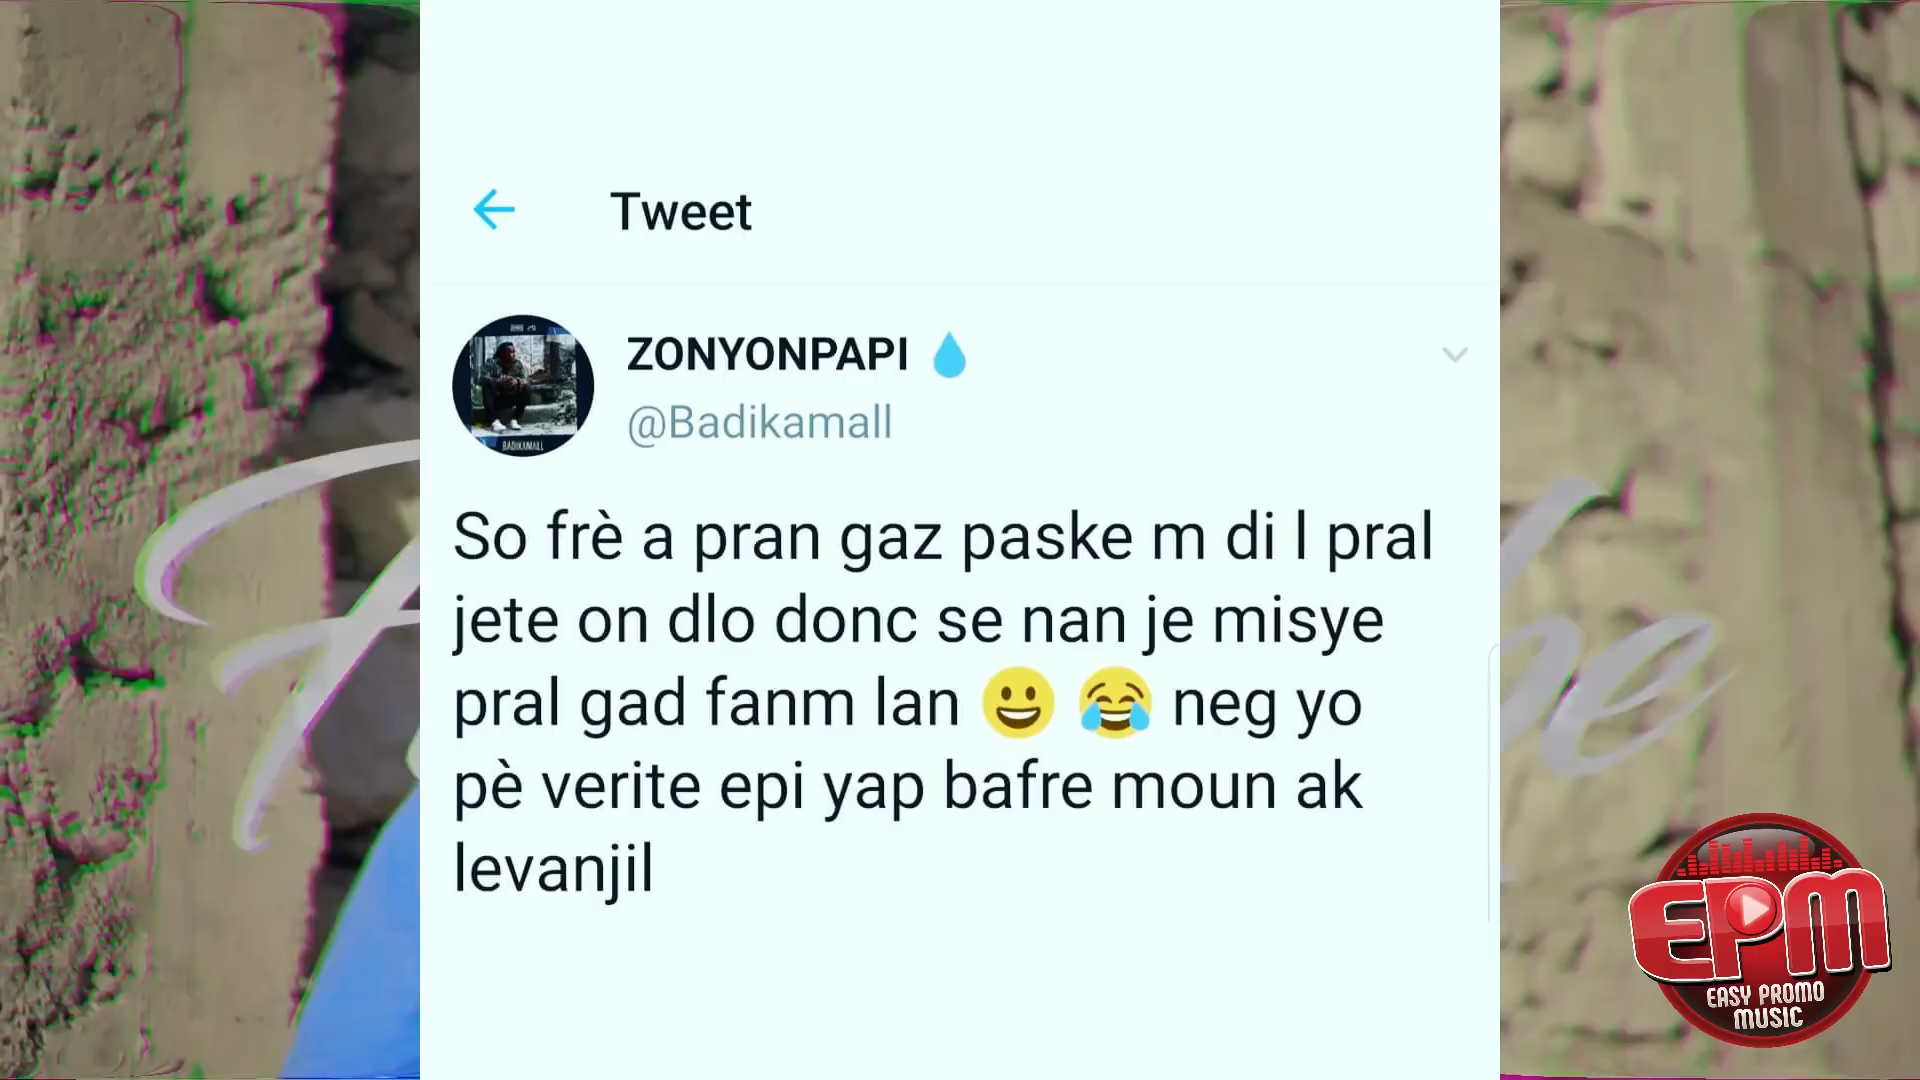 Tweet
ZONYONPAPI 💧
@Badikamall
So frè a pran gaz paske m di l pral
jete on dlo donc se nan je misye
pral gad fanm lan 😀 😂 neg yo
pè verite epi yap bafre moun ak
levanjil
BADIKAMALL
EPM
EASY PROMO
MUSIC